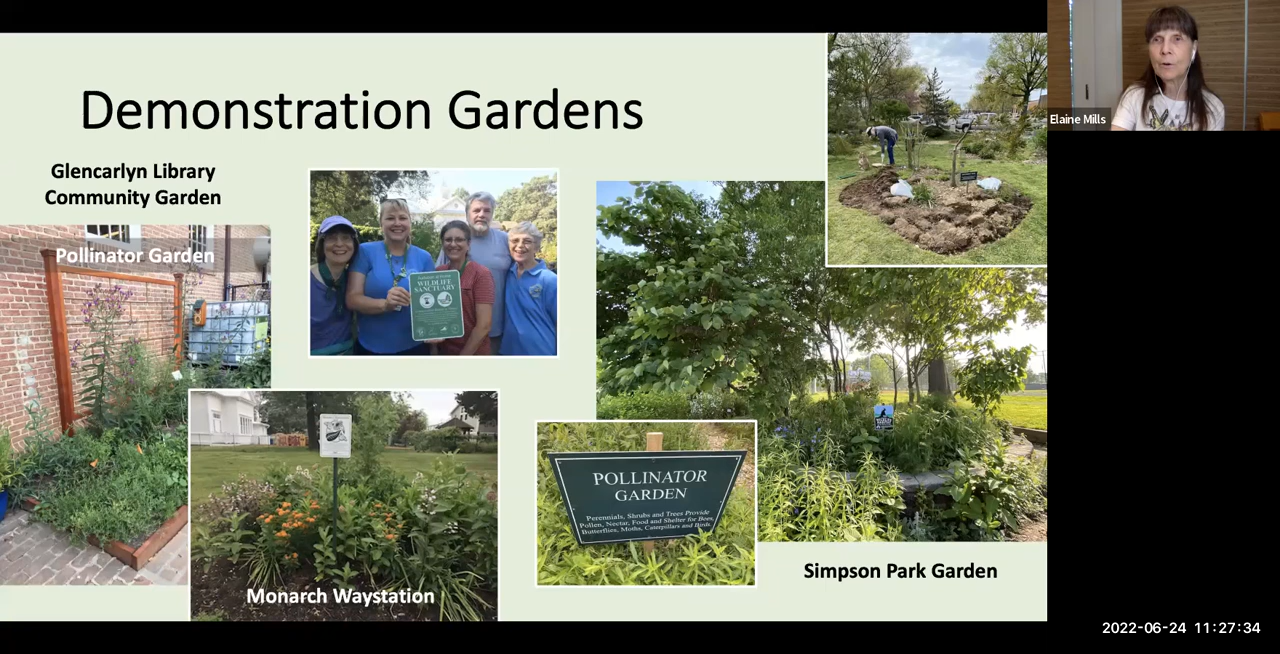 Demonstration Gardens
Glencarlyn Library
Community Garden
Pollinator Garden
WILDLIFE
SANCTUARY
Monarch Waystation
POLLINATOR
GARDEN
Perennials, Shrubs and Trees Provide
Pollen, Nectar, Food and Shelter for Bees,
Butterflies, Moths, Caterpillars and Birds.
Simpson Park Garden
Elaine Mills
2022-06-24 11:27:34